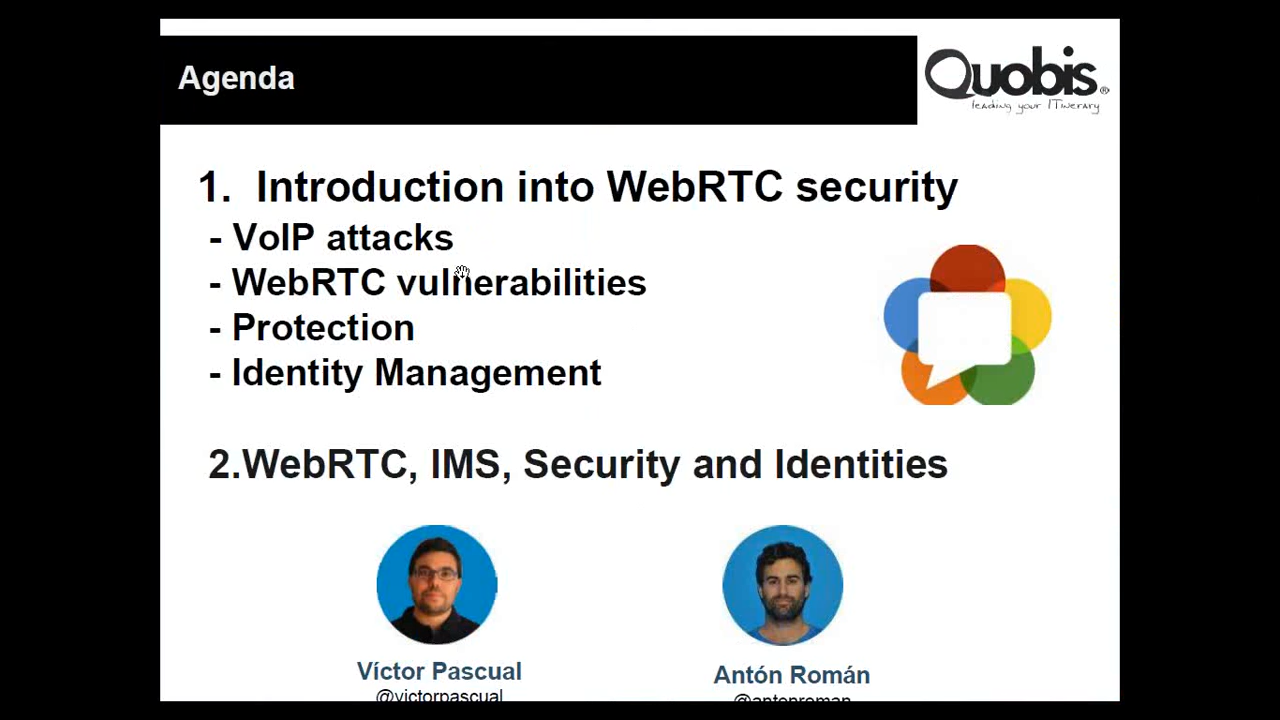 Agenda
Quobis®
leading your ITinerary
1. Introduction into WebRTC security
- VoIP attacks
- WebRTC vulnerabilities
- Protection
- Identity Management
2.WebRTC, IMS, Security and Identities
Víctor Pascual
Antón Román
@victorpascual
@antonroman